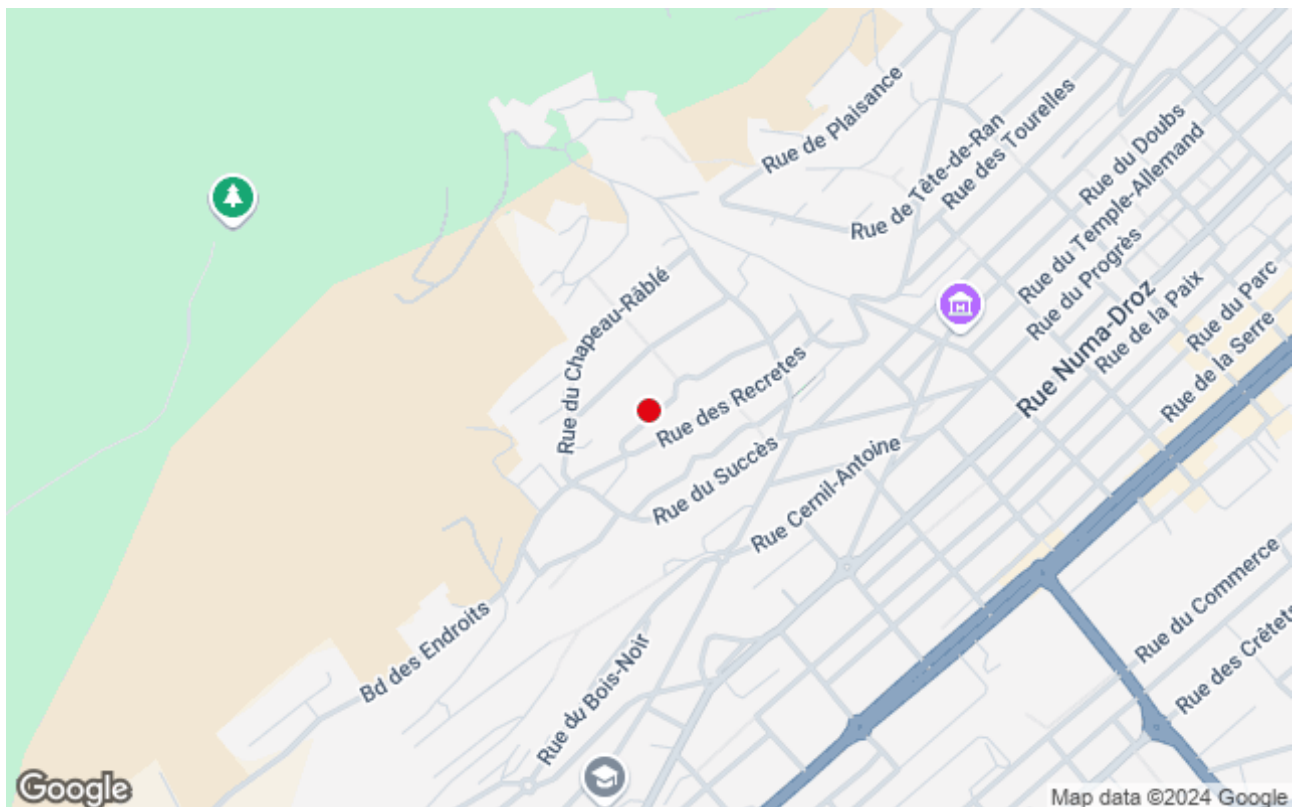 Rue de Plaisance
Rue de Tête-de-Ran
Rue des Tourelles
Rue du Doubs
Rue du Temple-Allemand
Rue du Progrès
Rue Numa-Droz
Rue de la Paix
Rue du Parc
Rue de la Serre
Rue du Chapeau-Râblé
Rue des Recretes
Rue du Succès
Rue Cernil-Antoine
Rue du Commerce
Rue des Crêtets
Bd des Endroits
Rue du Bois-Noir
Google
Map data ©2024 Google